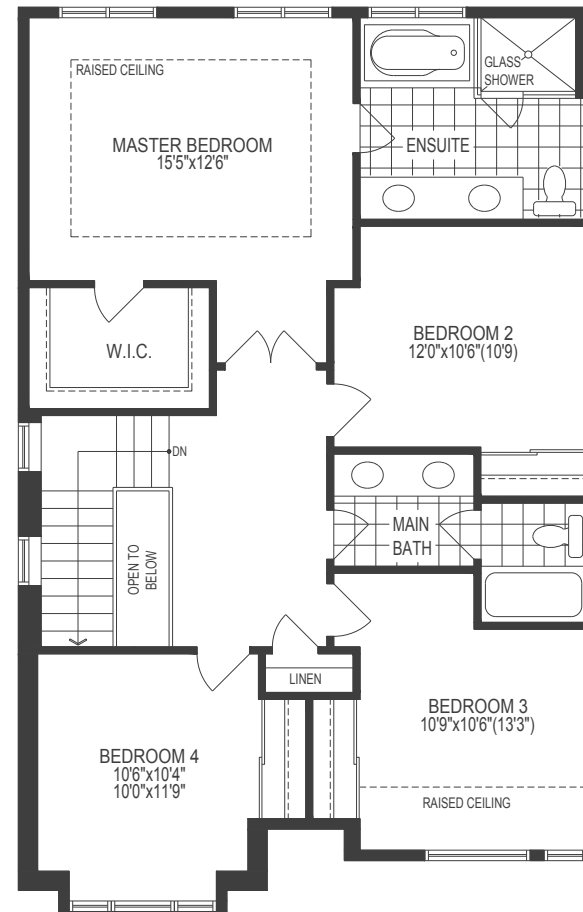 RAISED CEILING
MASTER BEDROOM
15'5"x12'6"
GLASS
SHOWER
ENSUITE
W.I.C.
BEDROOM 2
12'0"x10'6"(10'9)
DN
OPEN TO
BELOW
MAIN
BATH
LINEN
BEDROOM 3
10'9"x10'6"(13'3")
RAISED CEILING
BEDROOM 4
10'6"x10'4"
10'0"x11'9"